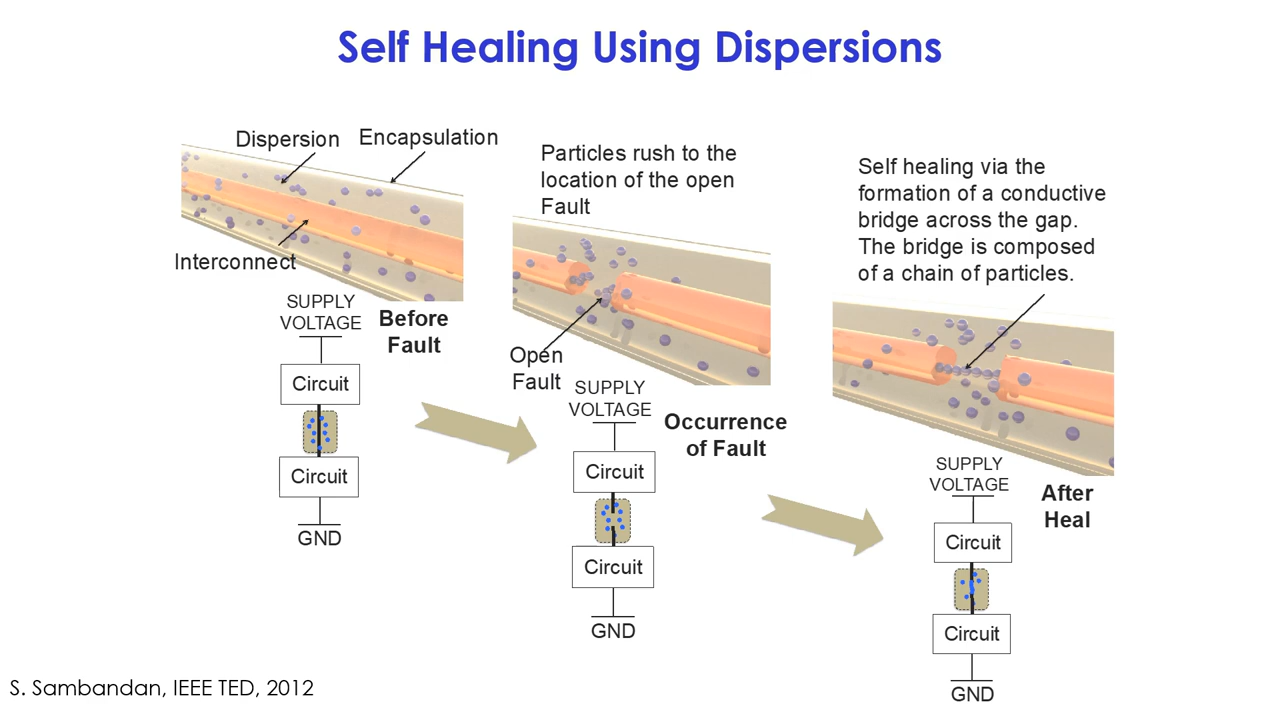 Self Healing Using Dispersions
Dispersion
Encapsulation
Interconnect
SUPPLY
VOLTAGE
Before
Fault
Circuit
Circuit
GND
Particles rush to the
location of the open
Fault
Open
Fault
SUPPLY
VOLTAGE
Occurrence
of Fault
Circuit
Circuit
GND
Self healing via the
formation of a conductive
bridge across the gap.
The bridge is composed
of a chain of particles.
SUPPLY
VOLTAGE
After
Heal
Circuit
Circuit
GND
S. Sambandan, IEEE TED, 2012